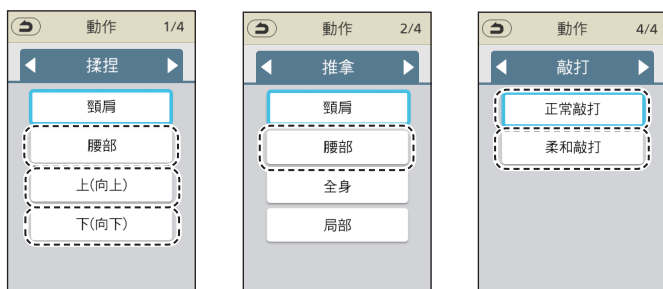 動作 1/4
揉捏
頸肩
腰部
上(向上)
下(向下)
動作 2/4
推拿
頸肩
腰部
全身
局部
動作 4/4
敲打
正常敲打
柔和敲打